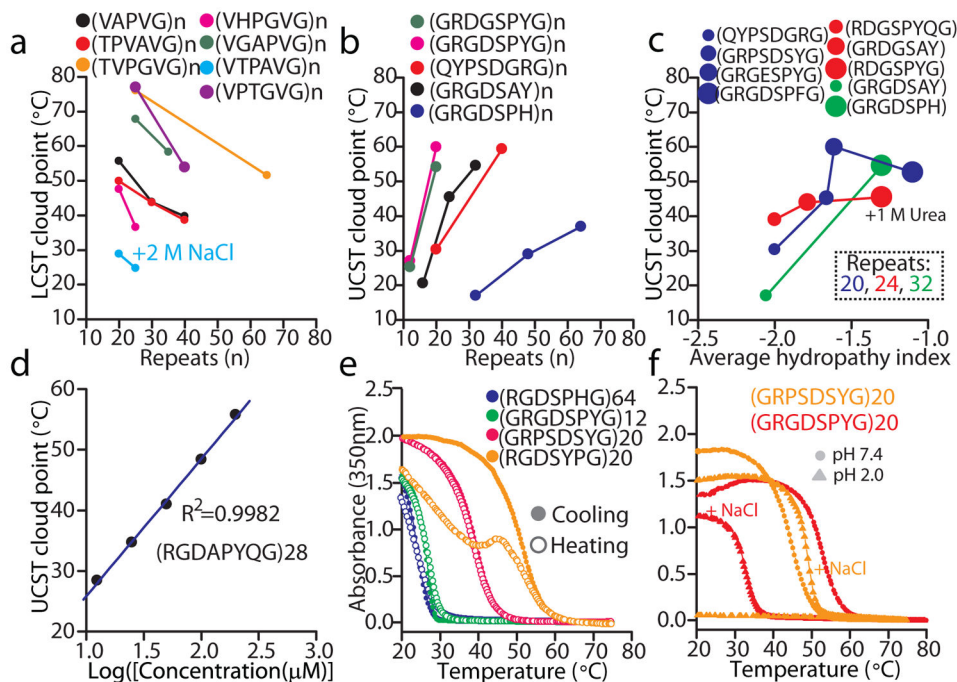 a
(VAPVG)n
(TPVAVG)n
(TVPGVG)n
(VHPGVG)n
(VGAPVG)n
(VTPAVG)n
(VPTGVG)n
LCST cloud point (°C)
80
70
60
50
40
30
20
10
+2 M NaCl
10 20 30 40 50 60 70
Repeats (n)
b
(GRDGSPYG)n
(GRGDSPYG)n
(QYPSDGRG)n
(GRGDSAY)n
(GRGDSPH)n
UCST cloud point (°C)
80
70
60
50
40
30
20
10
10 20 30 40 50 60 70
Repeats (n)
c
(QYPSDGRG)
(GRPSDSYG)
(GRGESPYG)
(GRGDSPFG)
(RDGSPYQG)
(GRDGSAY)
(RDGSPYG)
(GRGDSAY)
(GRGDSPH)
UCST cloud point (°C)
80
70
60
50
40
30
20
10
+1 M Urea
Repeats:
20, 24, 32
-2.5 -2.0 -1.5 -1.0
Average hydropathy index
d
UCST cloud point (°C)
60
50
40
30
20
R²=0.9982
(RGDAPYQG)28
1.0 1.5 2.0 2.5 3.0
Log([Concentration(μM)]
e
(RGDSPHG)64
(GRGDSPYG)12
(GRPSDSYG)20
(RGDSYPG)20
Absorbance (350nm)
2.5
2.0
1.5
1.0
0.5
0.0
Cooling
Heating
20 30 40 50 60 70 80
Temperature (°C)
f
(GRPSDSYG)20
(GRGDSPYG)20
pH 7.4
pH 2.0
2.5
2.0
1.5
1.0
0.5
0.0
+ NaCl
+ NaCl
20 30 40 50 60 70 80
Temperature (°C)